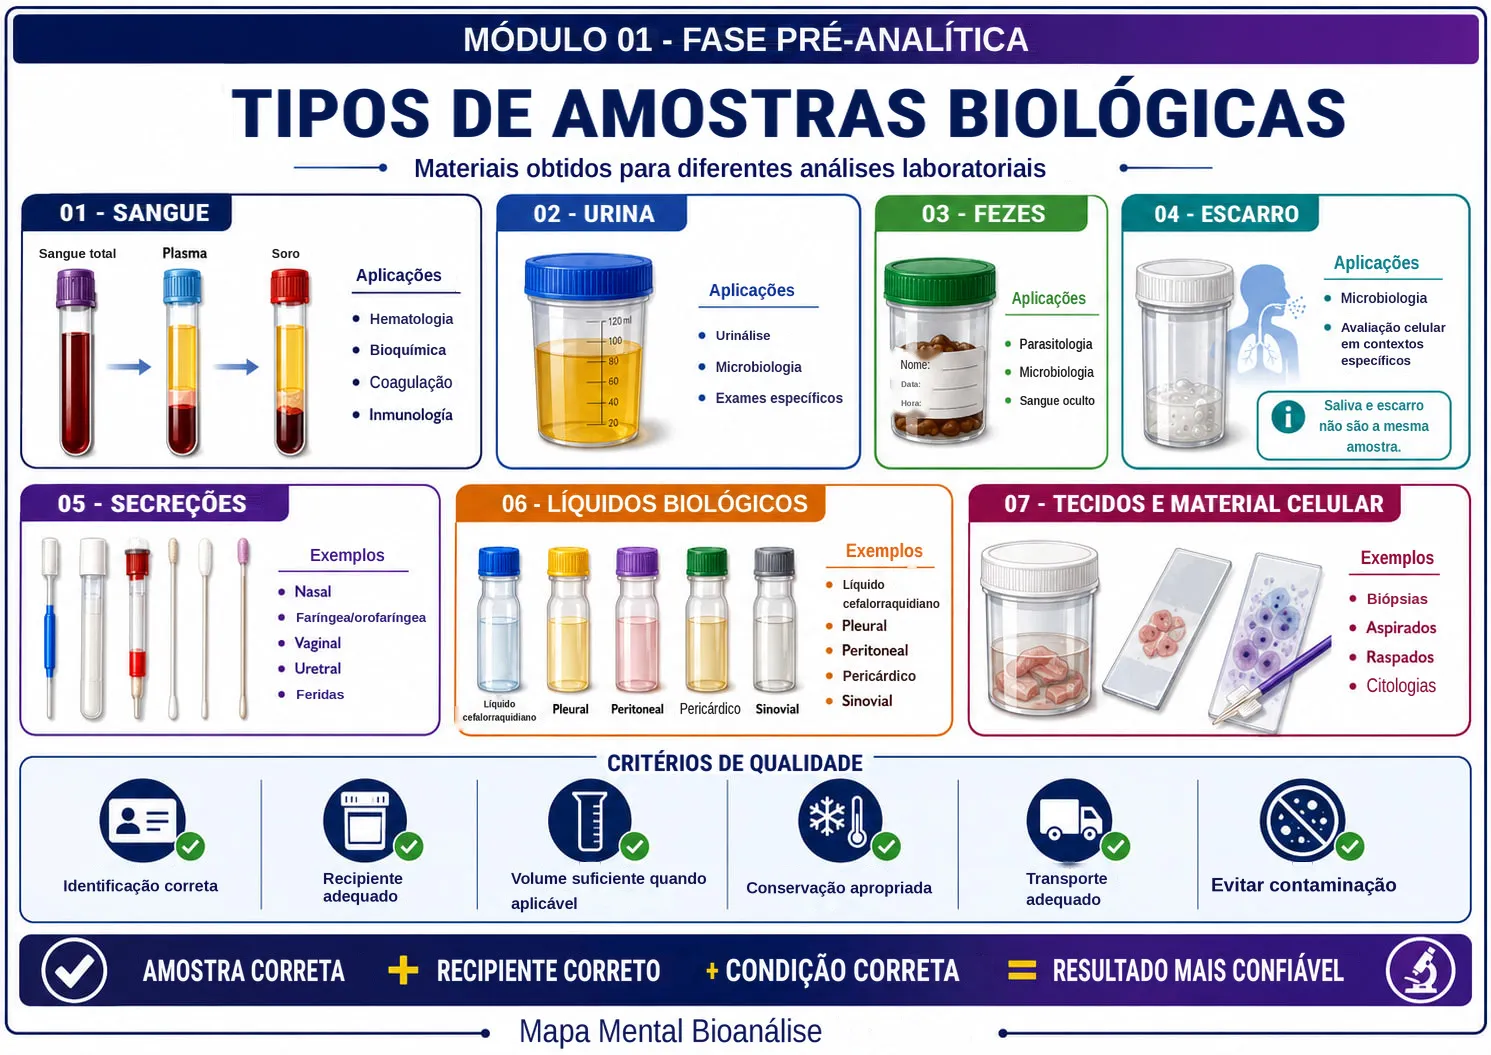 MÓDULO 01 - FASE PRÉ-ANALÍTICA
TIPOS DE AMOSTRAS BIOLÓGICAS
Materiais obtidos para diferentes análises laboratoriais
01 - SANGUE
Sangue total
Plasma
Soro
Aplicações
Hematologia
Bioquímica
Coagulação
Inmunología
02 - URINA
120 ml
100
80
60
40
20
Aplicações
Urinálise
Microbiologia
Exames específicos
03 - FEZES
Nome:
Data:
Hora:
Aplicações
Parasitologia
Microbiologia
Sangue oculto
04 - ESCARRO
Aplicações
Microbiologia
Avaliação celular
em contextos
específicos
i
Saliva e escarro
não são a mesma
amostra.
05 - SECREÇÕES
Exemplos
Nasal
Faríngea/orofaríngea
Vaginal
Uretral
Feridas
06 - LÍQUIDOS BIOLÓGICOS
Líquido
cefalorraquidiano
Pleural
Peritoneal
Pericárdico
Sinovial
Exemplos
Líquido
cefalorraquidiano
Pleural
Peritoneal
Pericárdico
Sinovial
07 - TECIDOS E MATERIAL CELULAR
Exemplos
Biópsias
Aspirados
Raspados
Citologias
CRITÉRIOS DE QUALIDADE
Identificação correta
Recipiente
adequado
Volume suficiente quando
aplicável
Conservação apropriada
Transporte
adequado
Evitar contaminação
AMOSTRA CORRETA + RECIPIENTE CORRETO + CONDIÇÃO CORRETA = RESULTADO MAIS CONFIÁVEL
Mapa Mental Bioanálise